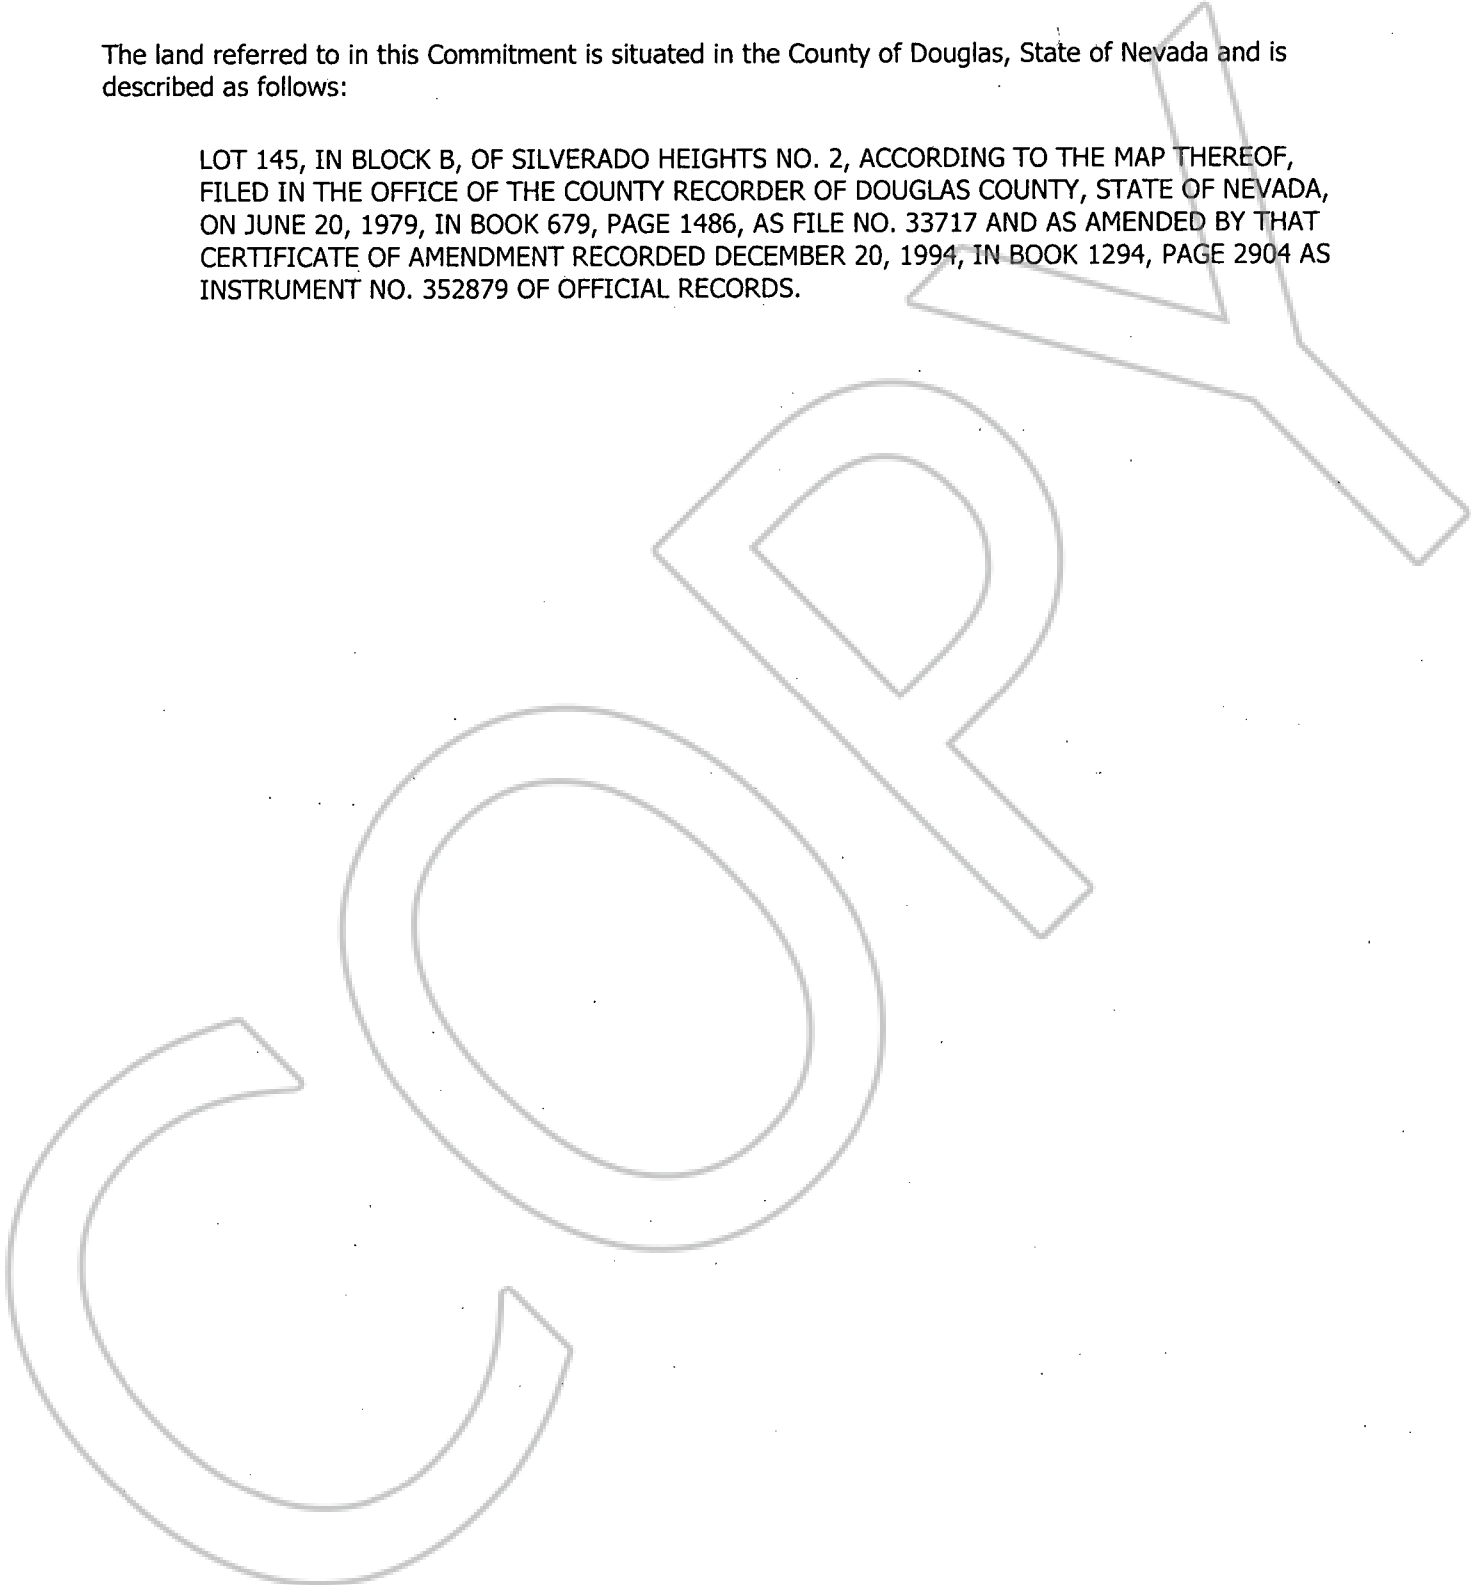 The land referred to in this Commitment is situated in the County of Douglas, State of Nevada and is
described as follows:
LOT 145, IN BLOCK B, OF SILVERADO HEIGHTS NO. 2, ACCORDING TO THE MAP THEREOF,
FILED IN THE OFFICE OF THE COUNTY RECORDER OF DOUGLAS COUNTY, STATE OF NEVADA,
ON JUNE 20, 1979, IN BOOK 679, PAGE 1486, AS FILE NO. 33717 AND AS AMENDED BY THAT
CERTIFICATE OF AMENDMENT RECORDED DECEMBER 20, 1994, IN BOOK 1294, PAGE 2904 AS
INSTRUMENT NO. 352879 OF OFFICIAL RECORDS.
COPY